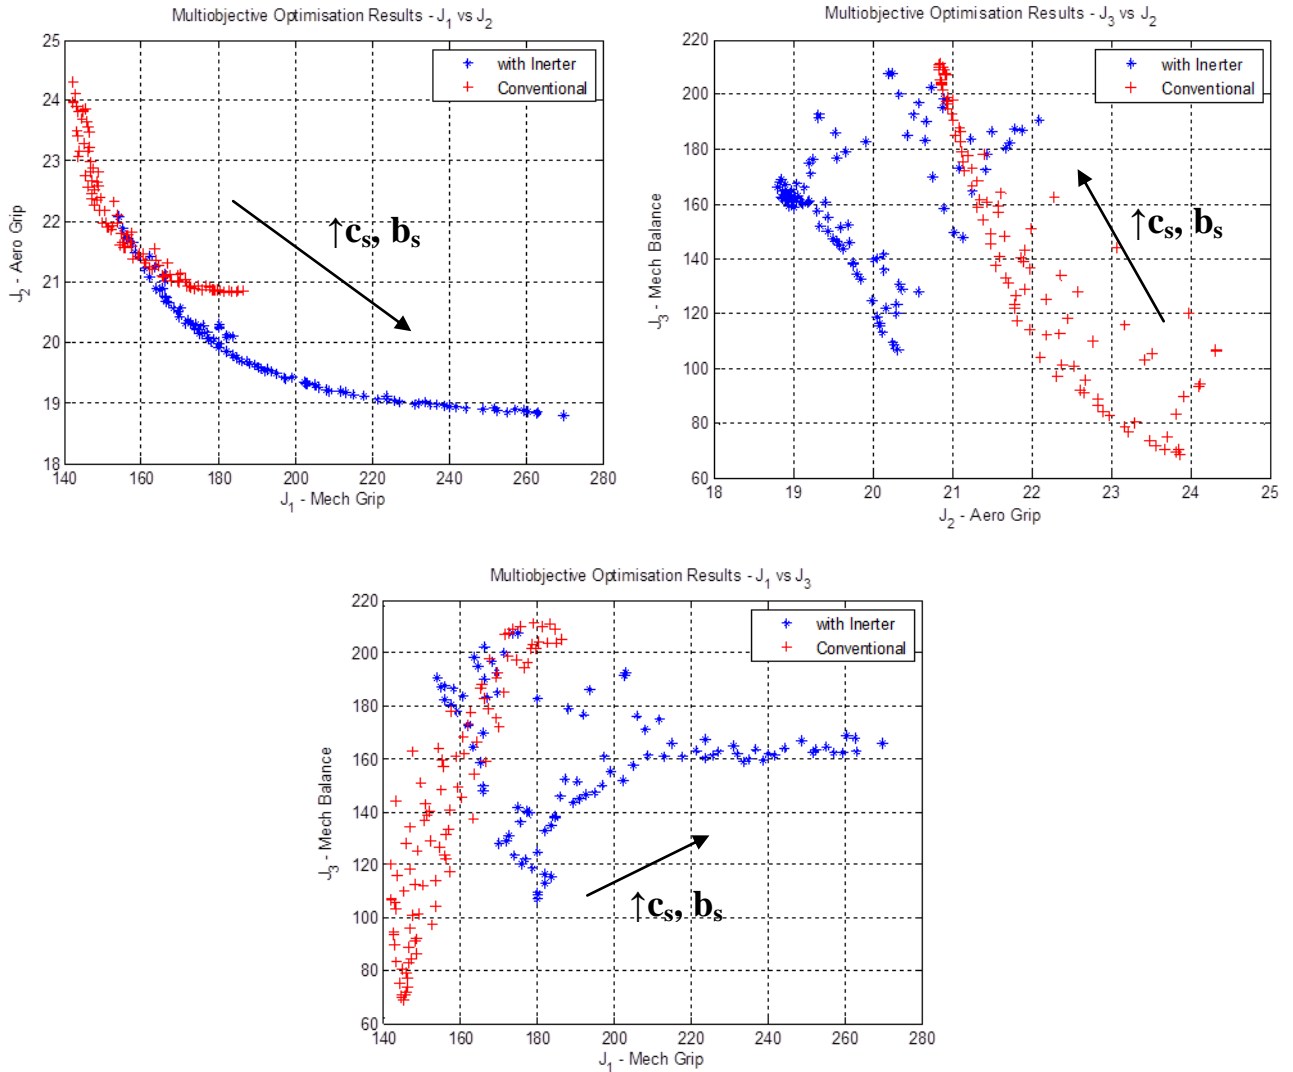 Multiobjective Optimisation Results - J1 vs J2
25
24
23
22
21
20
19
18
J2 - Aero Grip
with Inerter
Conventional
↑cs, bs
140 160 180 200 220 240 260 280
J1 - Mech Grip
Multiobjective Optimisation Results - J3 vs J2
220
200
180
160
140
120
100
80
60
J3 - Mech Balance
with Inerter
Conventional
↑cs, bs
18 19 20 21 22 23 24 25
J2 - Aero Grip
Multiobjective Optimisation Results - J1 vs J3
220
200
180
160
140
120
100
80
60
J3 - Mech Balance
with Inerter
Conventional
↑cs, bs
140 160 180 200 220 240 260 280
J1 - Mech Grip